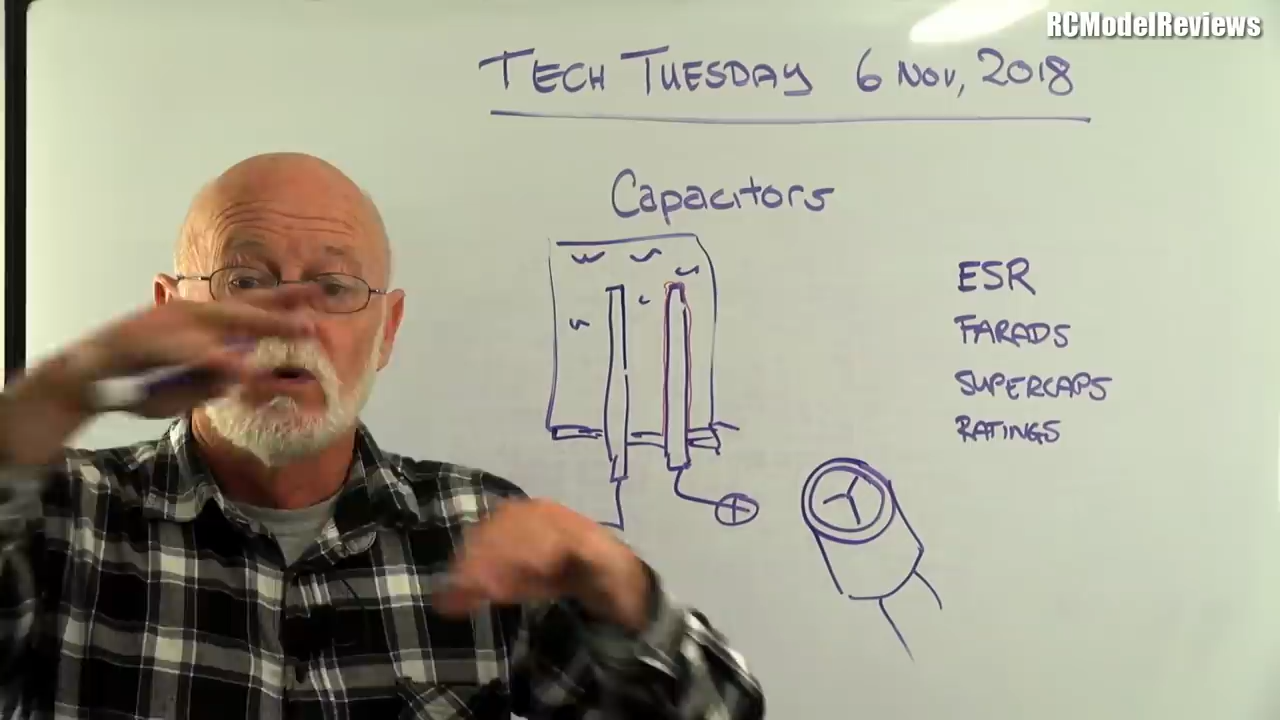 RCModelReviews
TECH TUESDAY 6 NOV, 2018
Capacitors
ESR
FARADS
SUPERCAPS
RATINGS